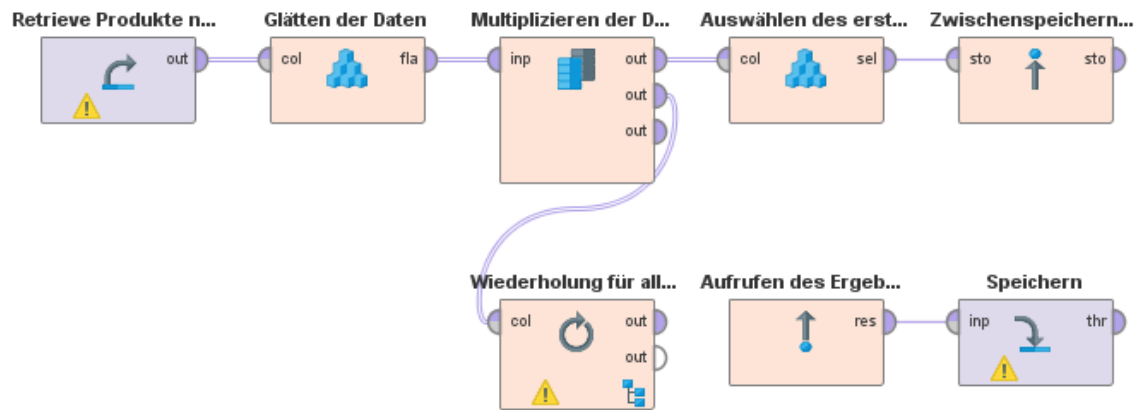 Retrieve Produkte n...
Glätten der Daten
Multiplizieren der D...
Auswählen des erst...
Zwischenspeichern...
out
col
fla
inp
out
out
out
col
sel
sto
sto
Wiederholung für all...
Aufrufen des Ergeb...
Speichern
col
out
out
res
inp
thr